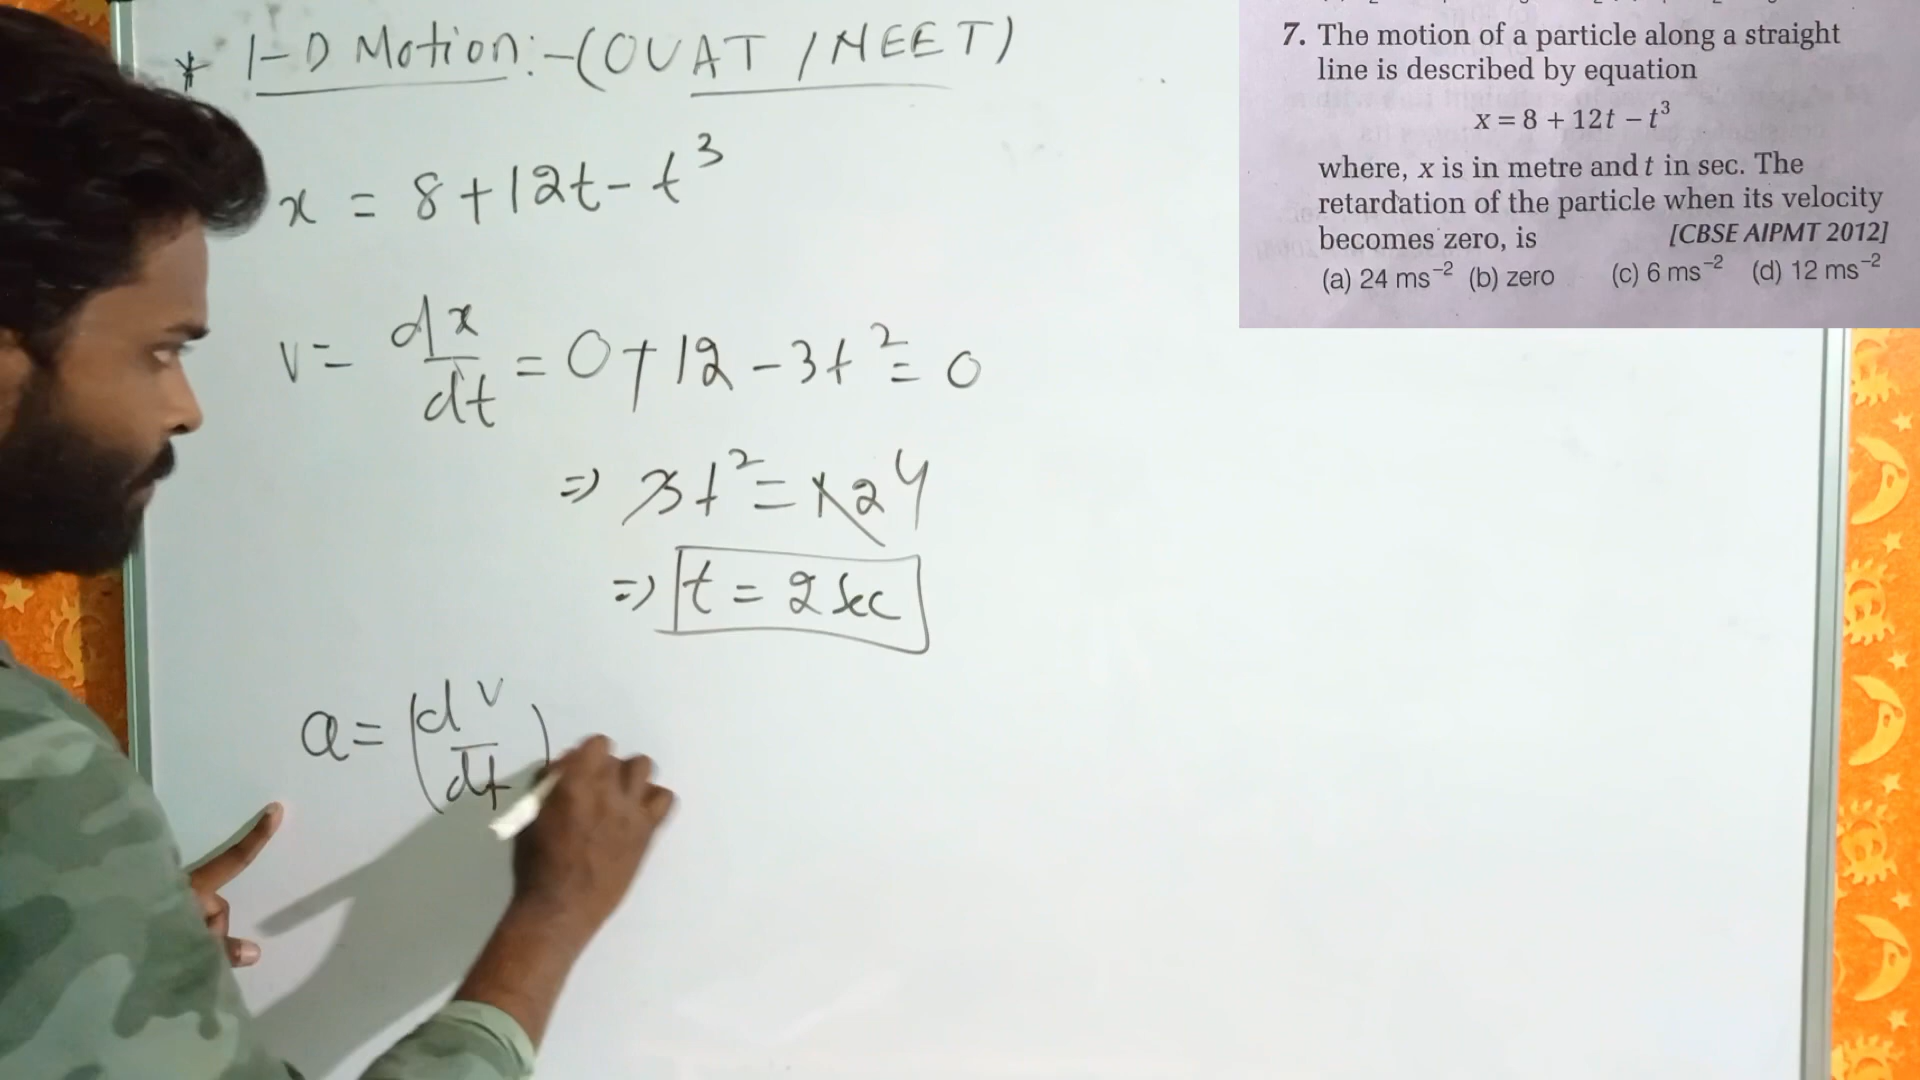 * 1-D Motion:-(OUAT / NEET)
x = 8+12t-t³
v= dx/dt = 0+12-3t² = 0
=> 3t² = 12 4
=> t = 2 sec
a= (dv/dt)
7. The motion of a particle along a straight
line is described by equation
x = 8 + 12t – t³
where, x is in metre and t in sec. The
retardation of the particle when its velocity
becomes zero, is [CBSE AIPMT 2012]
(a) 24 ms⁻² (b) zero (c) 6 ms⁻² (d) 12 ms⁻²